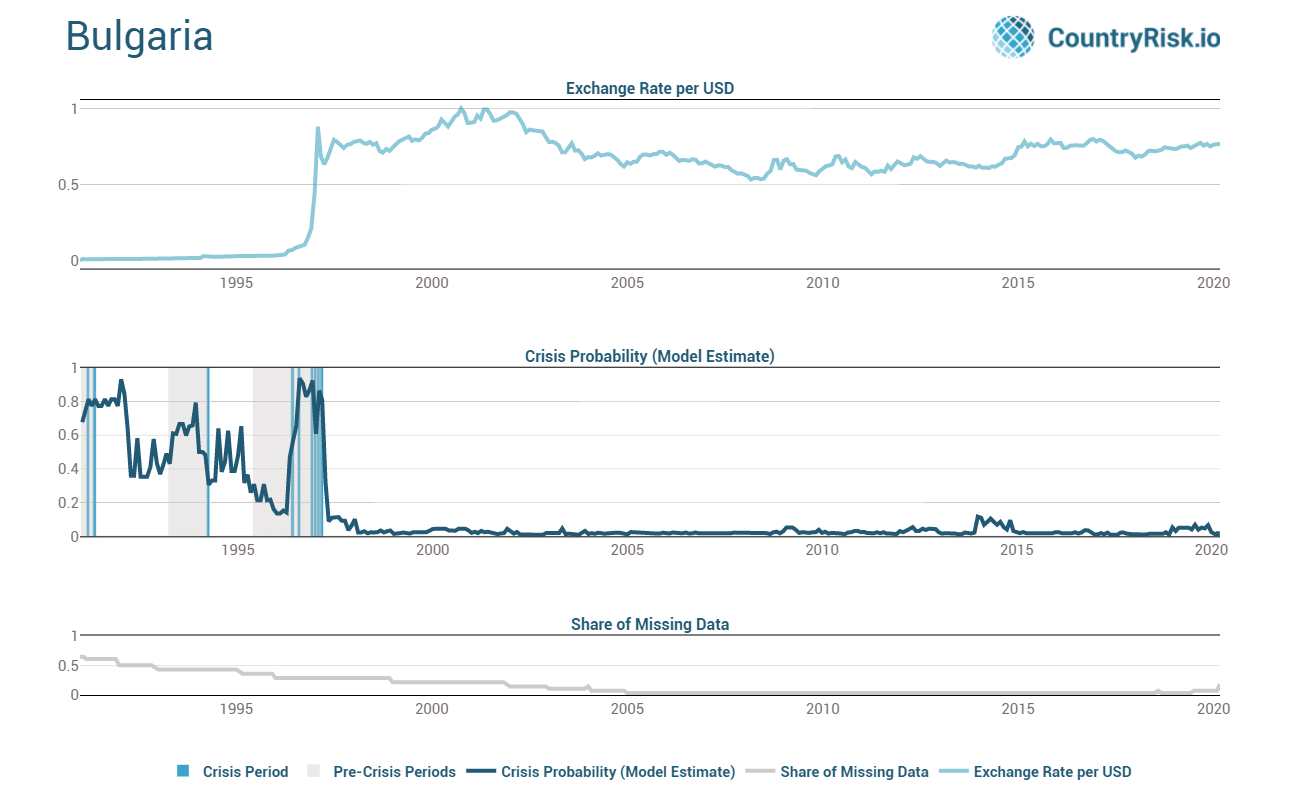 Bulgaria
CountryRisk.io
Exchange Rate per USD
1
0.5
0
1995 2000 2005 2010 2015 2020
Crisis Probability (Model Estimate)
1
0.8
0.6
0.4
0.2
0
1995 2000 2005 2010 2015 2020
Share of Missing Data
1
0.5
0
1995 2000 2005 2010 2015 2020
Crisis Period Pre-Crisis Periods Crisis Probability (Model Estimate) Share of Missing Data Exchange Rate per USD